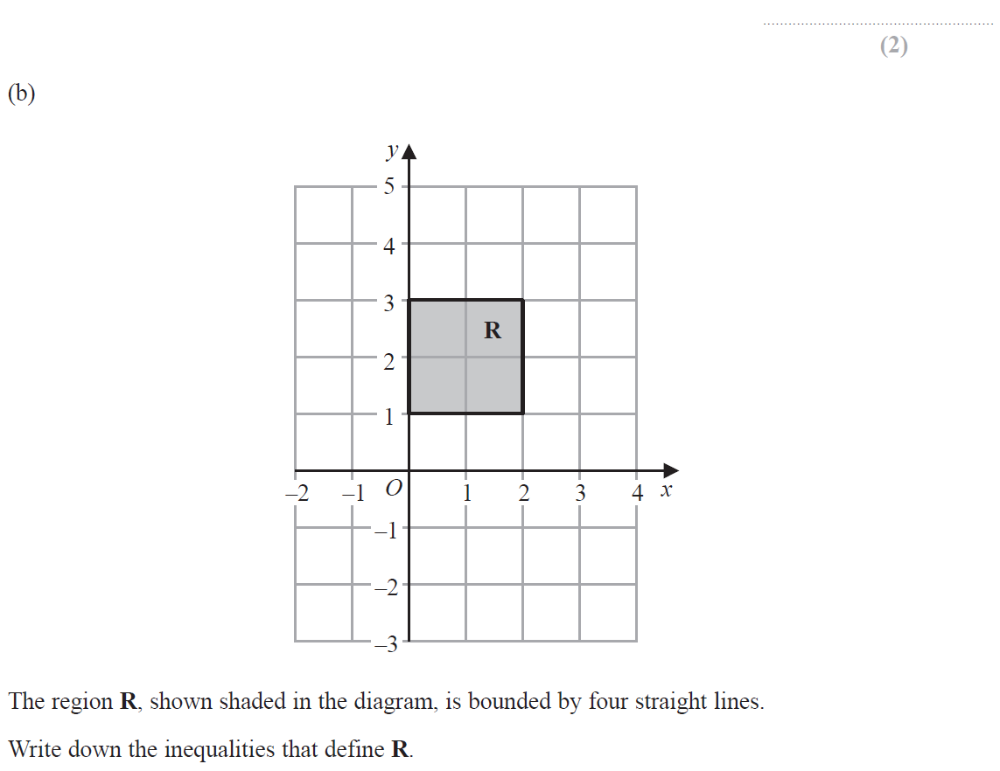 (2)
(b)
y
5
4
3
R
2
1
–2 –1 O 1 2 3 4 x
–1
–2
–3
The region R, shown shaded in the diagram, is bounded by four straight lines.
Write down the inequalities that define R.